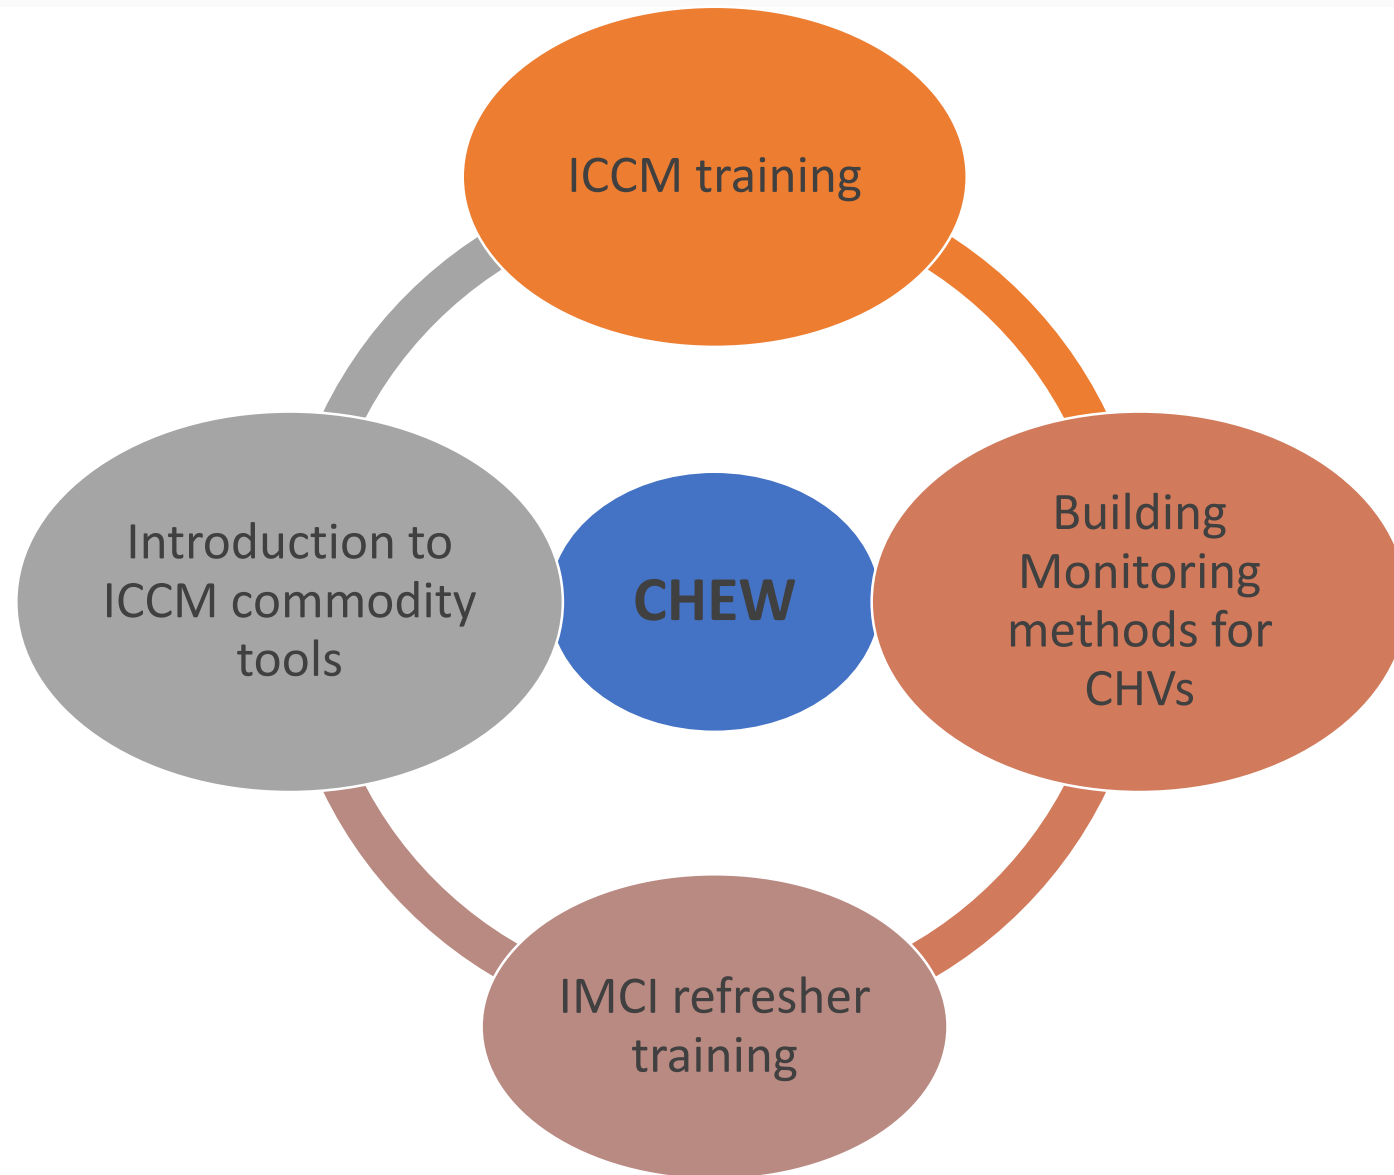 ICCM training
Introduction to
ICCM commodity
tools
CHEW
Building
Monitoring
methods for
CHVs
IMCI refresher
training